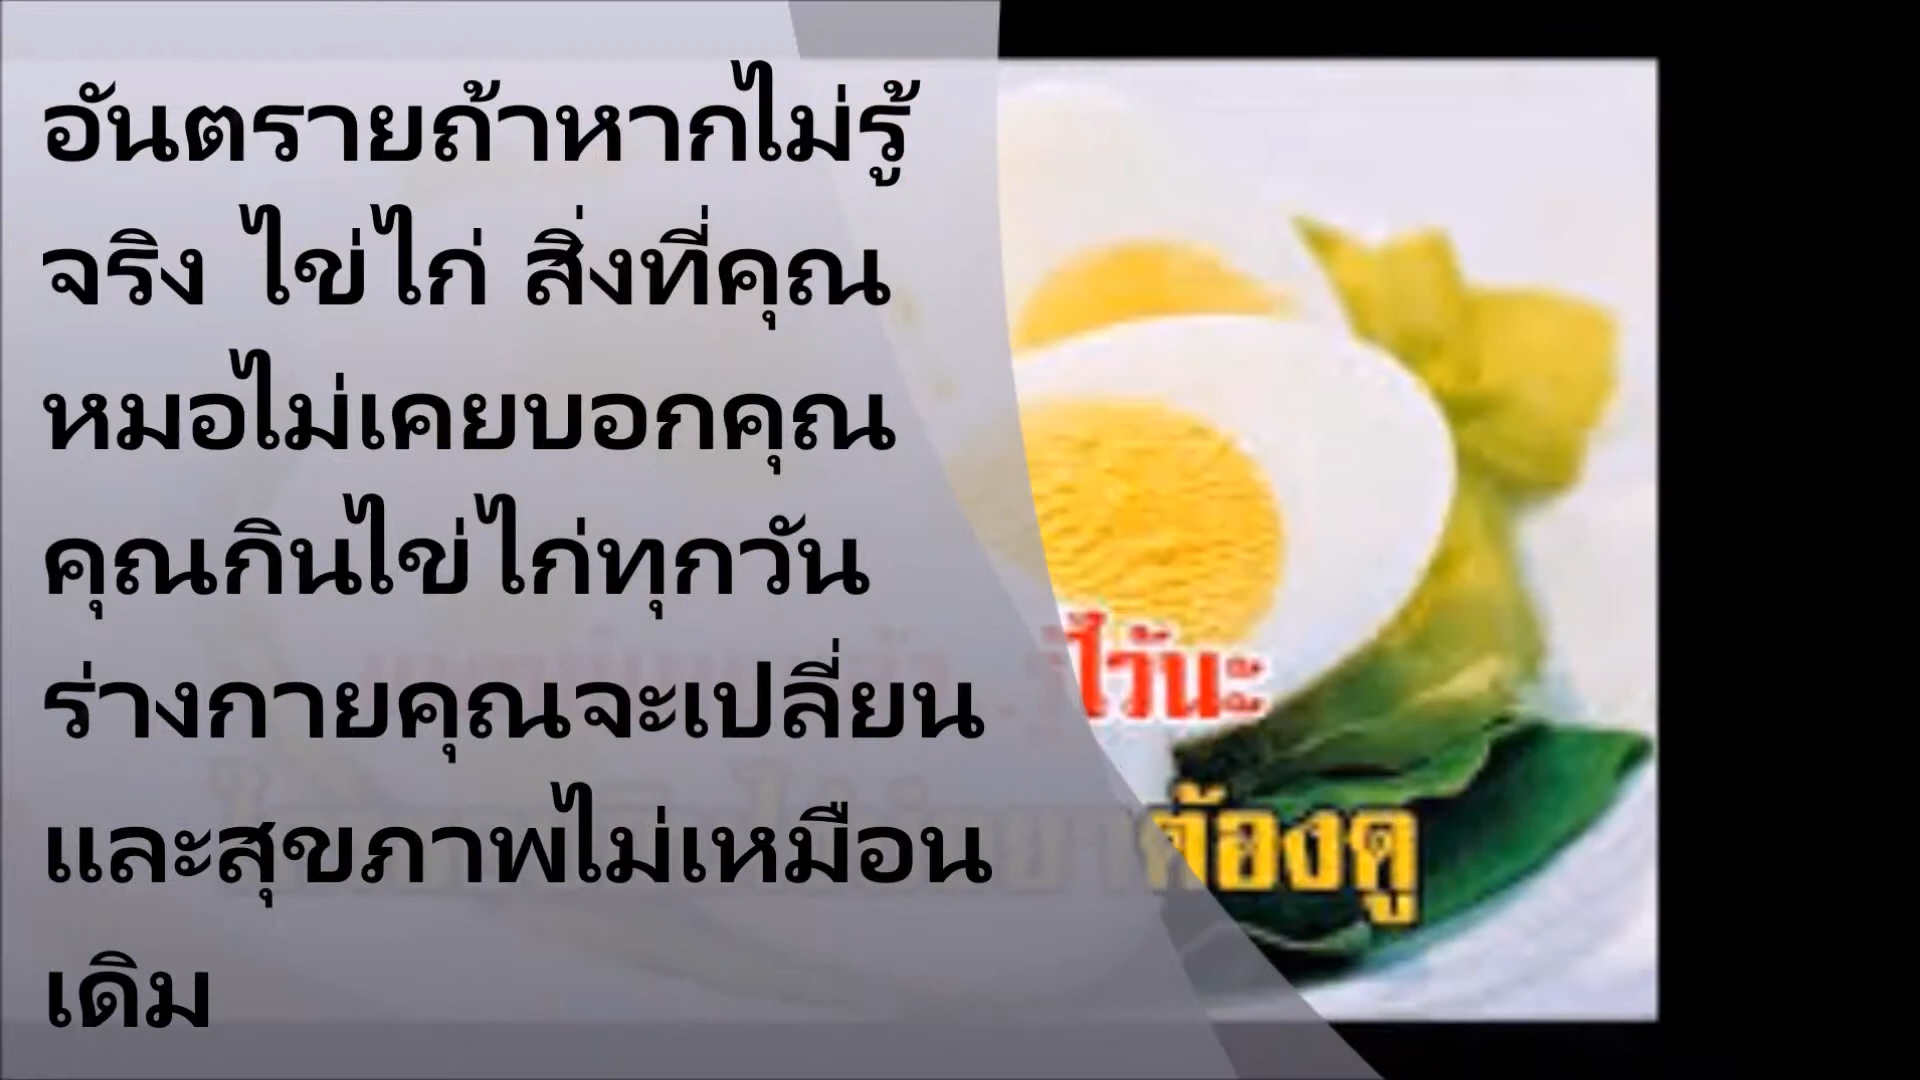 อันตรายถ้าหากไม่รู้
จริง ไข่ไก่ สิ่งที่คุณ
หมอไม่เคยบอกคุณ
คุณกินไข่ไก่ทุกวัน
ร่างกายคุณจะเปลี่ยน
และสุขภาพไม่เหมือน
เดิม
รู้ไว้นะ
ต้องดู